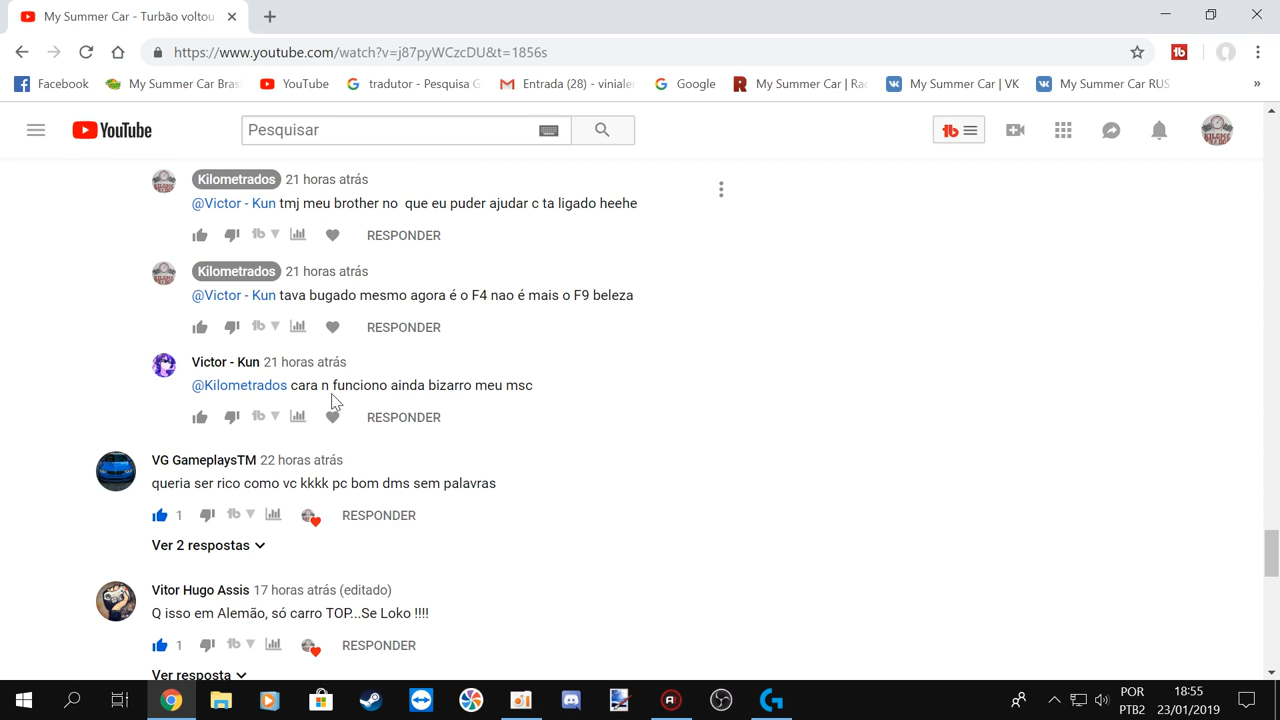 My Summer Car - Turbão voltou
https://www.youtube.com/watch?v=j87pyWCzcDU&t=1856s
Facebook My Summer Car Bras YouTube tradutor - Pesquisa G Entrada (28) - viniale Google My Summer Car | Rac My Summer Car | VK My Summer Car RUS »
YouTube Pesquisar
Kilometrados 21 horas atrás
@Victor - Kun tmj meu brother no que eu puder ajudar c ta ligado heehe
RESPONDER
Kilometrados 21 horas atrás
@Victor - Kun tava bugado mesmo agora é o F4 nao é mais o F9 beleza
RESPONDER
Victor - Kun 21 horas atrás
@Kilometrados cara n funciono ainda bizarro meu msc
RESPONDER
VG GameplaysTM 22 horas atrás
queria ser rico como vc kkkk pc bom dms sem palavras
1 RESPONDER
Ver 2 respostas
Vitor Hugo Assis 17 horas atrás (editado)
Q isso em Alemão, só carro TOP...Se Loko !!!!
1 RESPONDER
Ver resposta
POR 18:55
PTB2 23/01/2019